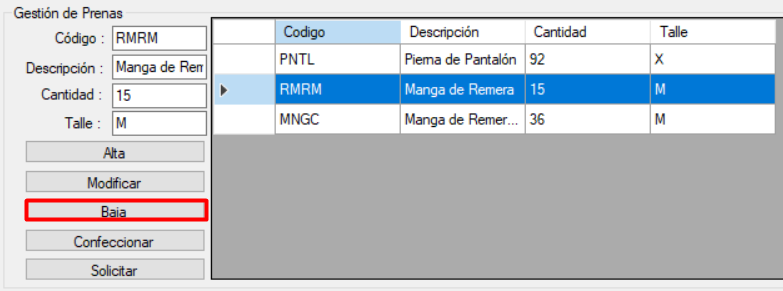 Gestión de Prenas
Código : RMRM
Descripción : Manga de Rem
Cantidad : 15
Talle : M
Alta
Modificar
Baja
Confeccionar
Solicitar
Codigo Descripción Cantidad Talle
PNTL Pierna de Pantalón 92 X
RMRM Manga de Remera 15 M
MNGC Manga de Remer... 36 M